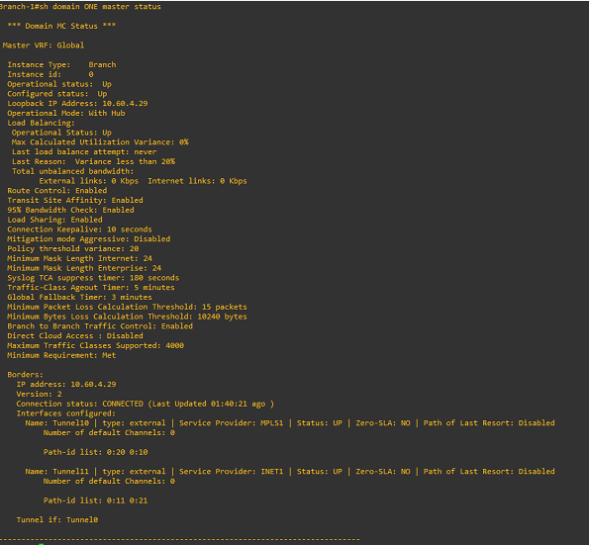 Branch-1#sh domain ONE master status
*** Domain MC Status ***
Master VRF: Global
Instance Type: Branch
Instance id: 0
Operational status: Up
Configured status: Up
Loopback IP Address: 10.60.4.29
Operational Mode: With Hub
Load Balancing:
Operational Status: Up
Max Calculated Utilization Variance: 0%
Last load balance attempt: never
Last Reason: Variance less than 20%
Total unbalanced bandwidth:
External links: 0 Kbps Internet links: 0 Kbps
Route Control: Enabled
Transit Site Affinity: Enabled
95% Bandwidth Check: Enabled
Load Sharing: Enabled
Connection Keepalive: 10 seconds
Mitigation mode Aggressive: Disabled
Policy threshold variance: 20
Minimum Mask Length Internet: 24
Minimum Mask Length Enterprise: 24
Syslog TCA suppress timer: 180 seconds
Traffic-Class Ageout Timer: 5 minutes
Global Fallback Timer: 3 minutes
Minimum Packet Loss Calculation Threshold: 15 packets
Minimum Bytes Loss Calculation Threshold: 10240 bytes
Branch to Branch Traffic Control: Enabled
Direct Cloud Access : Disabled
Maximum Traffic Classes Supported: 4000
Minimum Requirement: Met
Borders:
IP address: 10.60.4.29
Version: 2
Connection status: CONNECTED (Last Updated 01:40:21 ago )
Interfaces configured:
Name: Tunnel10 | type: external | Service Provider: MPLS1 | Status: UP | Zero-SLA: NO | Path of Last Resort: Disabled
Number of default Channels: 0
Path-id list: 0:20 0:10
Name: Tunnel11 | type: external | Service Provider: INET1 | Status: UP | Zero-SLA: NO | Path of Last Resort: Disabled
Number of default Channels: 0
Path-id list: 0:11 0:21
Tunnel if: Tunnel0
--------------------------------------------------------------------------------